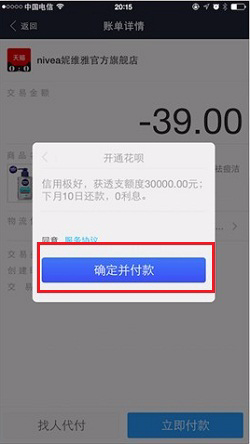 中国电信
20:15
返回
账单详情
天猫
nivea妮维雅官方旗舰店
交易金额
-39.00
开通花呗
信用极好，获透支额度30000.00元；
下月10日还款，0利息。
同意 服务协议
确定并付款
找人代付
立即付款